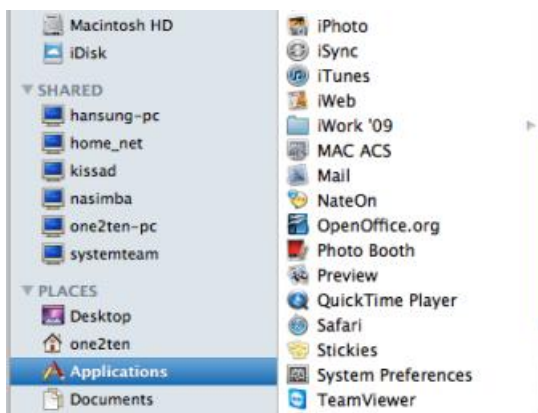 Macintosh HD
iDisk
SHARED
hansung-pc
home_net
kissad
nasimba
one2ten-pc
systemteam
PLACES
Desktop
one2ten
Applications
Documents
iPhoto
iSync
iTunes
iWeb
iWork '09
MAC ACS
Mail
NateOn
OpenOffice.org
Photo Booth
Preview
QuickTime Player
Safari
Stickies
System Preferences
TeamViewer